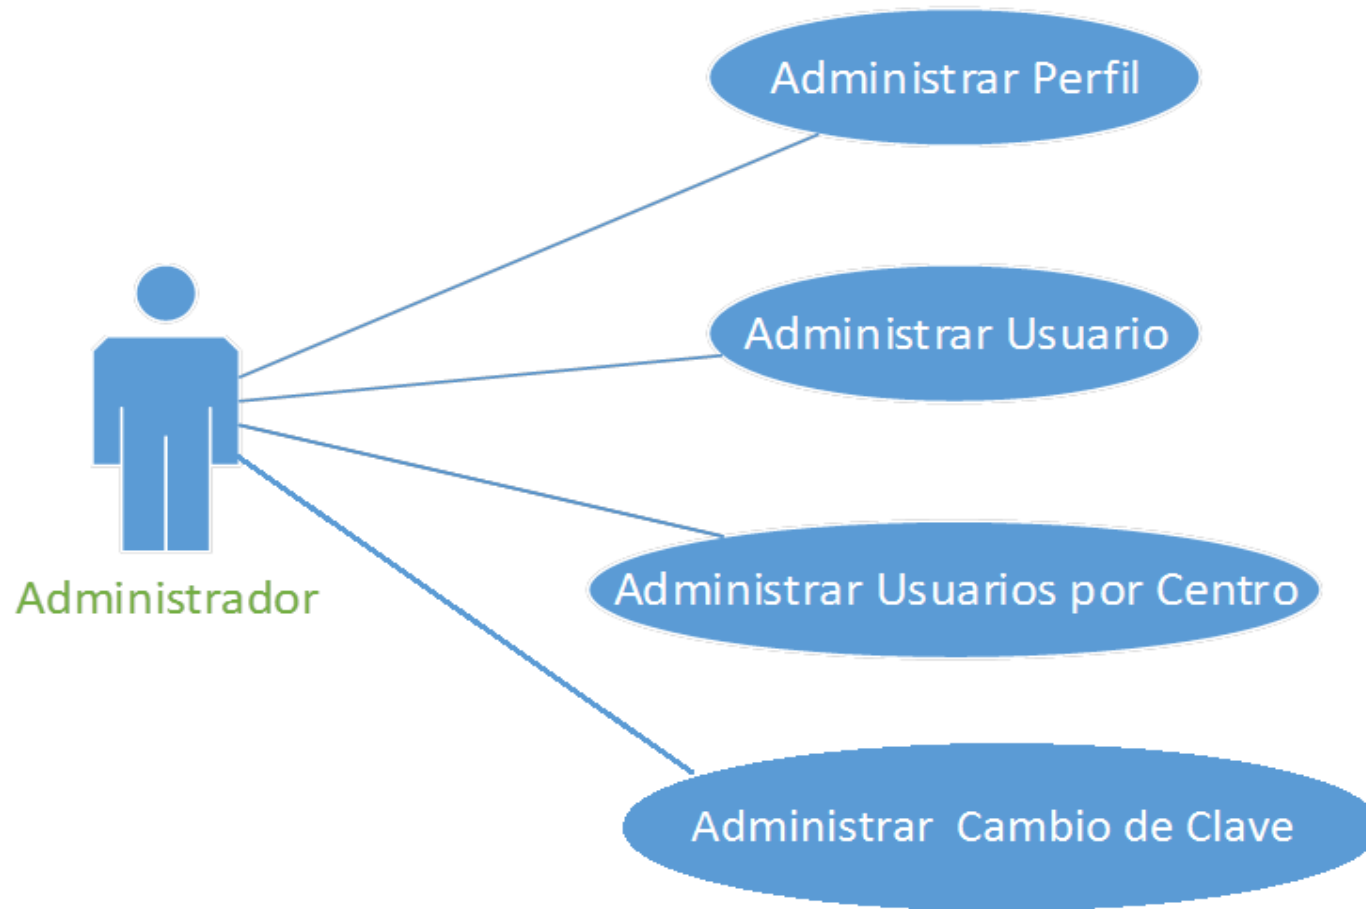 Administrar Perfil
Administrar Usuario
Administrador
Administrar Usuarios por Centro
Administrar Cambio de Clave